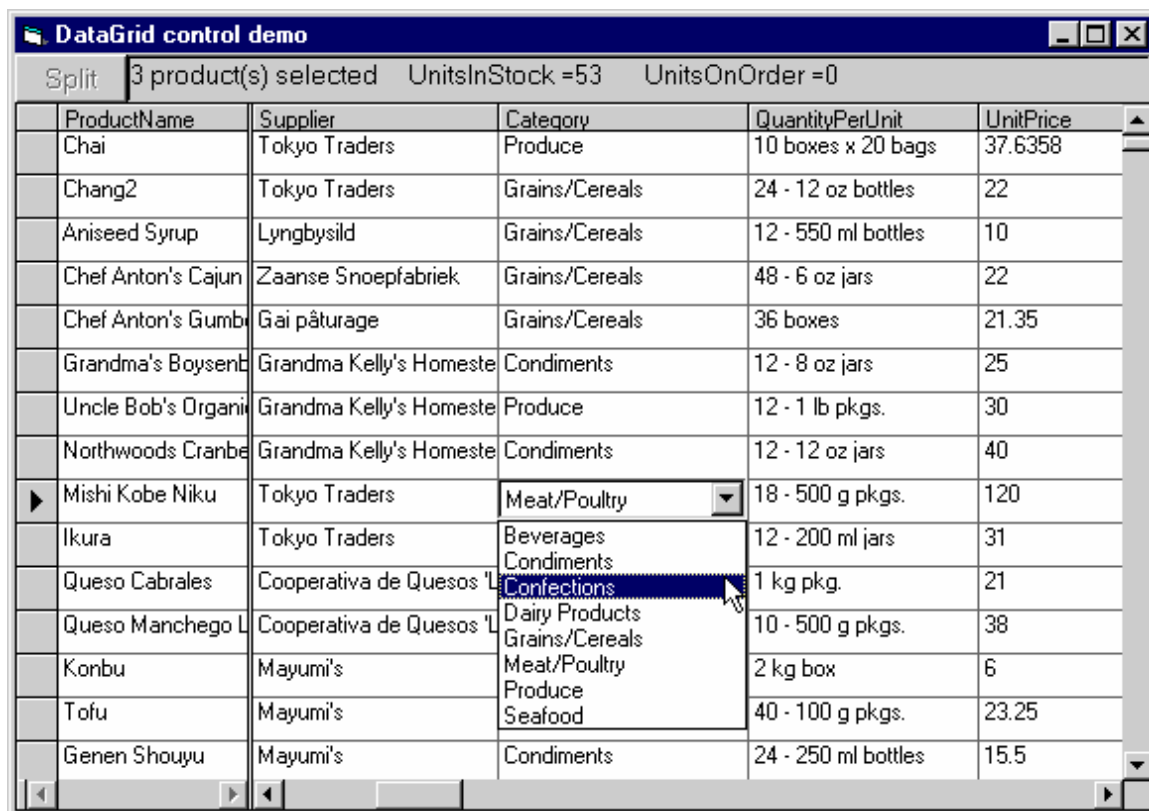 DataGrid control demo
Split 3 product(s) selected UnitsInStock =53 UnitsOnOrder =0
ProductName Supplier Category QuantityPerUnit UnitPrice
Chai Tokyo Traders Produce 10 boxes x 20 bags 37.6358
Chang2 Tokyo Traders Grains/Cereals 24 - 12 oz bottles 22
Aniseed Syrup Lyngbysild Grains/Cereals 12 - 550 ml bottles 10
Chef Anton's Cajun Zaanse Snoepfabriek Grains/Cereals 48 - 6 oz jars 22
Chef Anton's Gumb Gai pâturage Grains/Cereals 36 boxes 21.35
Grandma's Boysenb Grandma Kelly's Homeste Condiments 12 - 8 oz jars 25
Uncle Bob's Organi Grandma Kelly's Homeste Produce 12 - 1 lb pkgs. 30
Northwoods Cranbe Grandma Kelly's Homeste Condiments 12 - 12 oz jars 40
Mishi Kobe Niku Tokyo Traders Meat/Poultry 18 - 500 g pkgs. 120
Ikura Tokyo Traders Beverages 12 - 200 ml jars 31
Condiments
Queso Cabrales Cooperativa de Quesos 'L Confections 1 kg pkg. 21
Dairy Products
Queso Manchego L Cooperativa de Quesos 'L Grains/Cereals 10 - 500 g pkgs. 38
Konbu Mayumi's Meat/Poultry 2 kg box 6
Produce
Tofu Mayumi's Seafood 40 - 100 g pkgs. 23.25
Genen Shouyu Mayumi's Condiments 24 - 250 ml bottles 15.5